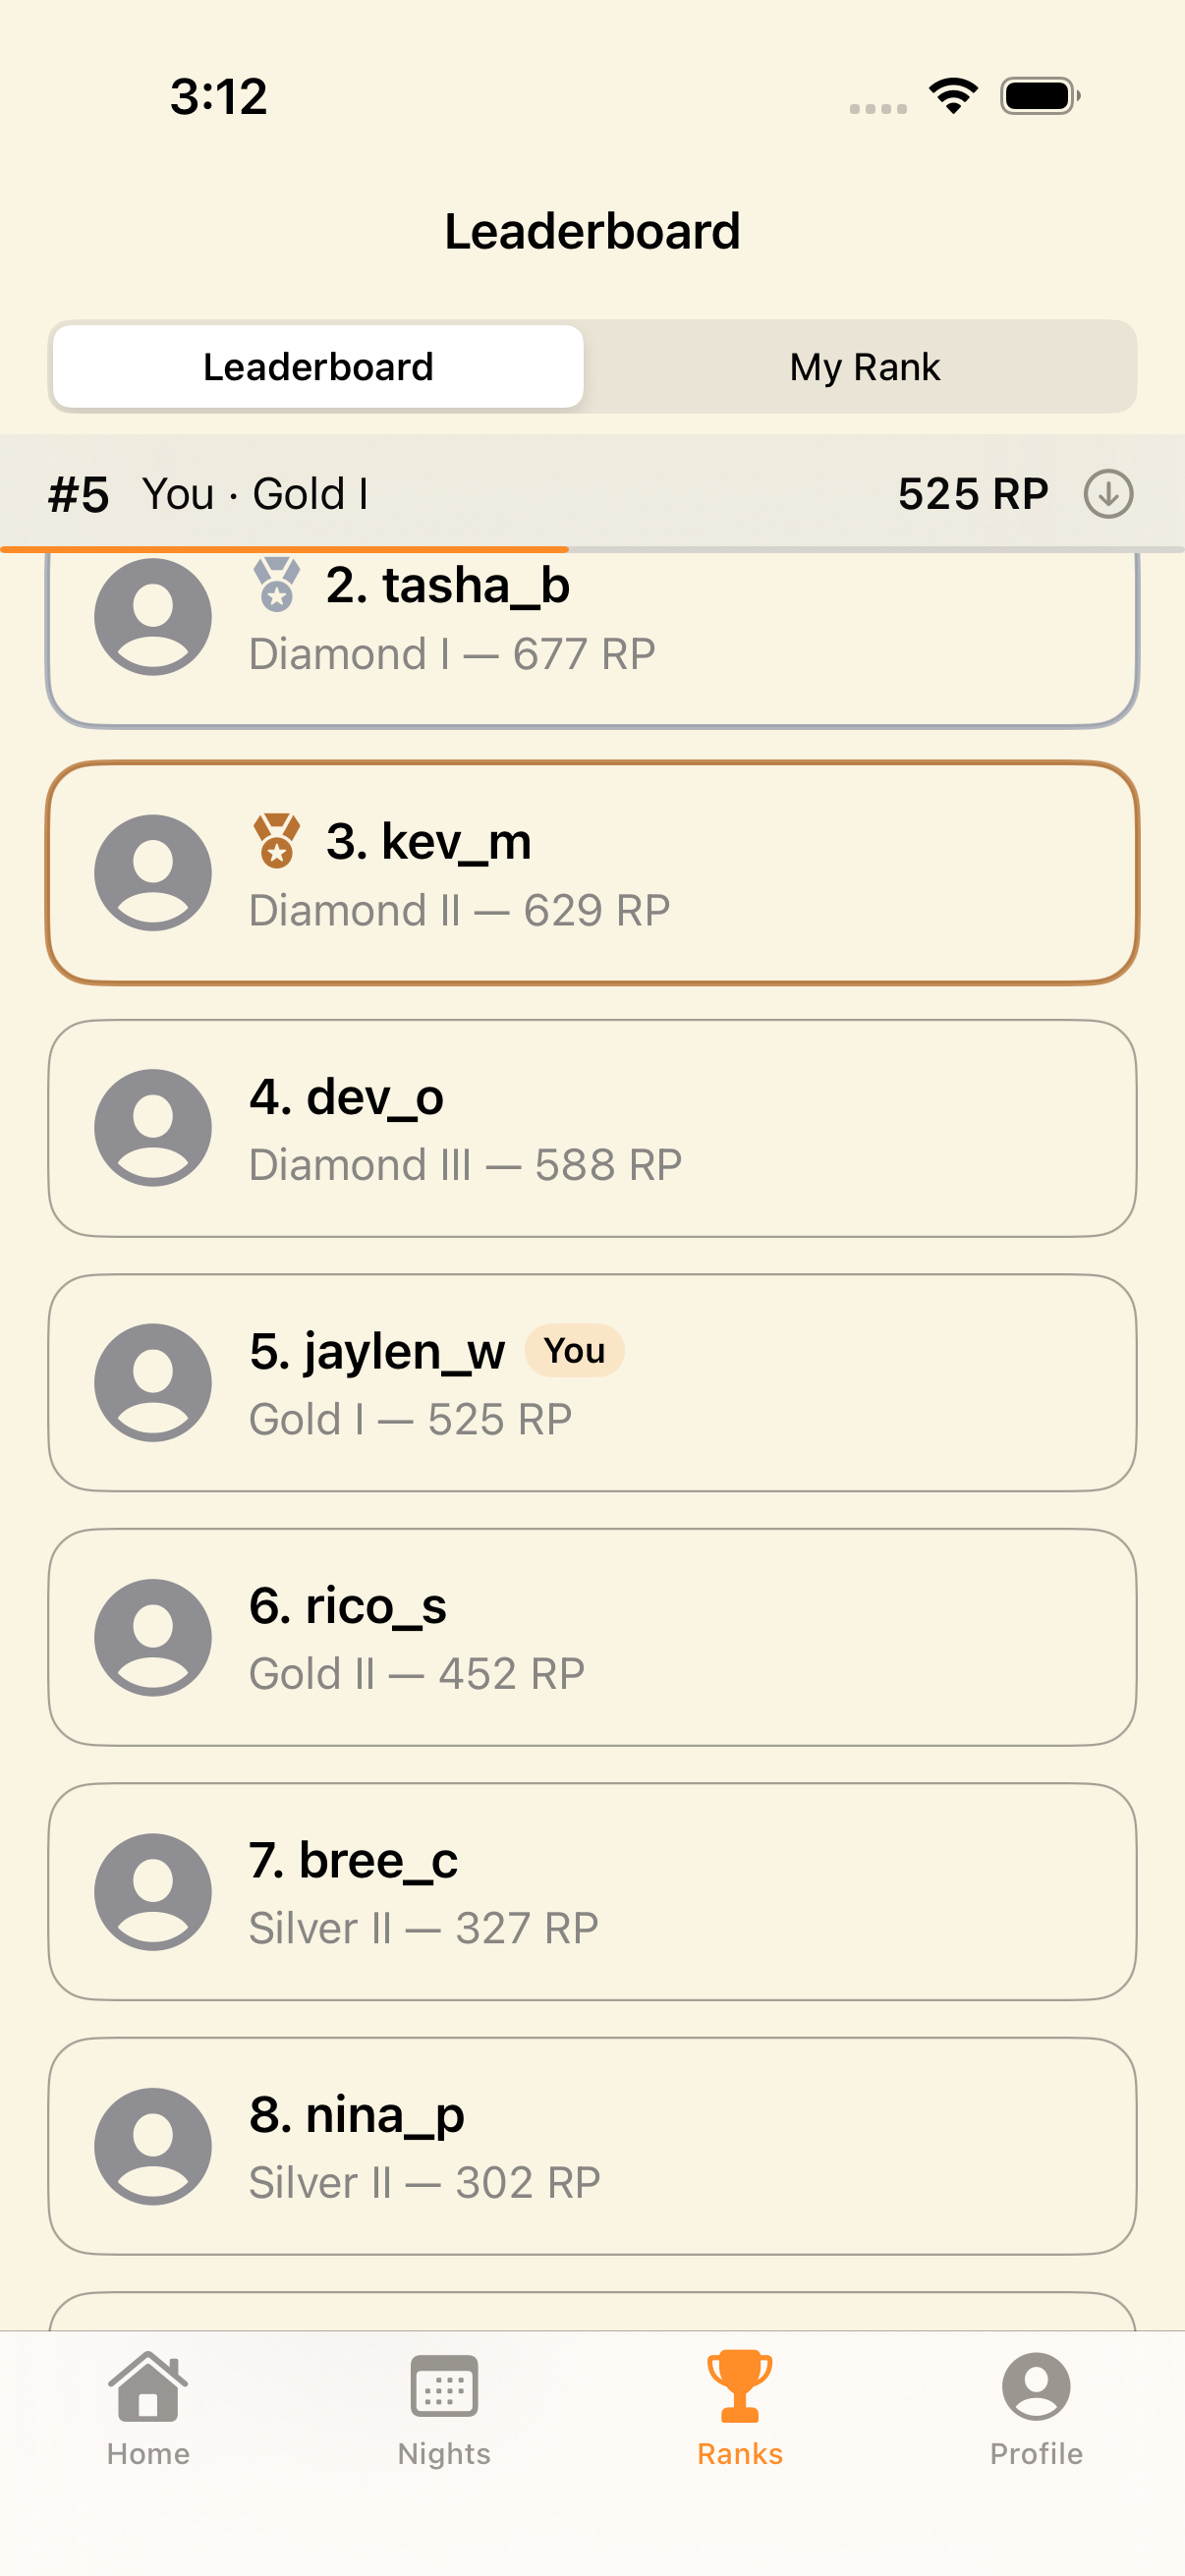 3:12
Leaderboard
Leaderboard
My Rank
#5 You · Gold I 525 RP
2. tasha_b
Diamond I — 677 RP
3. kev_m
Diamond II — 629 RP
4. dev_o
Diamond III — 588 RP
5. jaylen_w You
Gold I — 525 RP
6. rico_s
Gold II — 452 RP
7. bree_c
Silver II — 327 RP
8. nina_p
Silver II — 302 RP
Home
Nights
Ranks
Profile